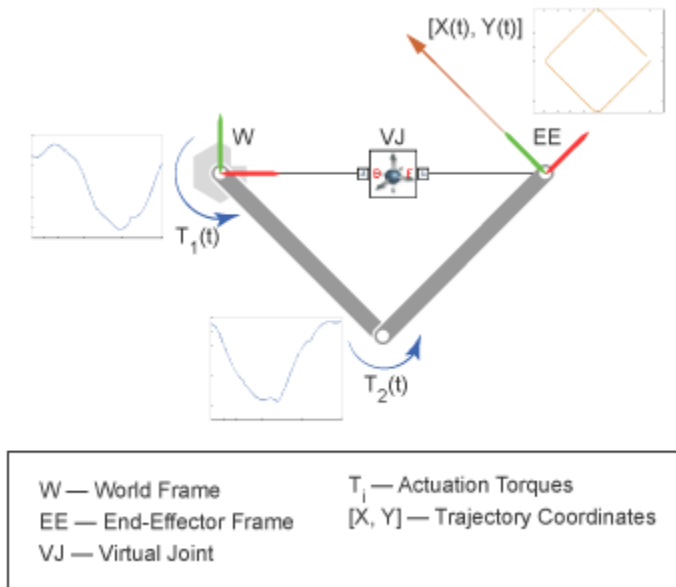 [X(t), Y(t)]
W
VJ
EE
B
F
T₁(t)
T₂(t)
W — World Frame
EE — End-Effector Frame
VJ — Virtual Joint
Tᵢ — Actuation Torques
[X, Y] — Trajectory Coordinates